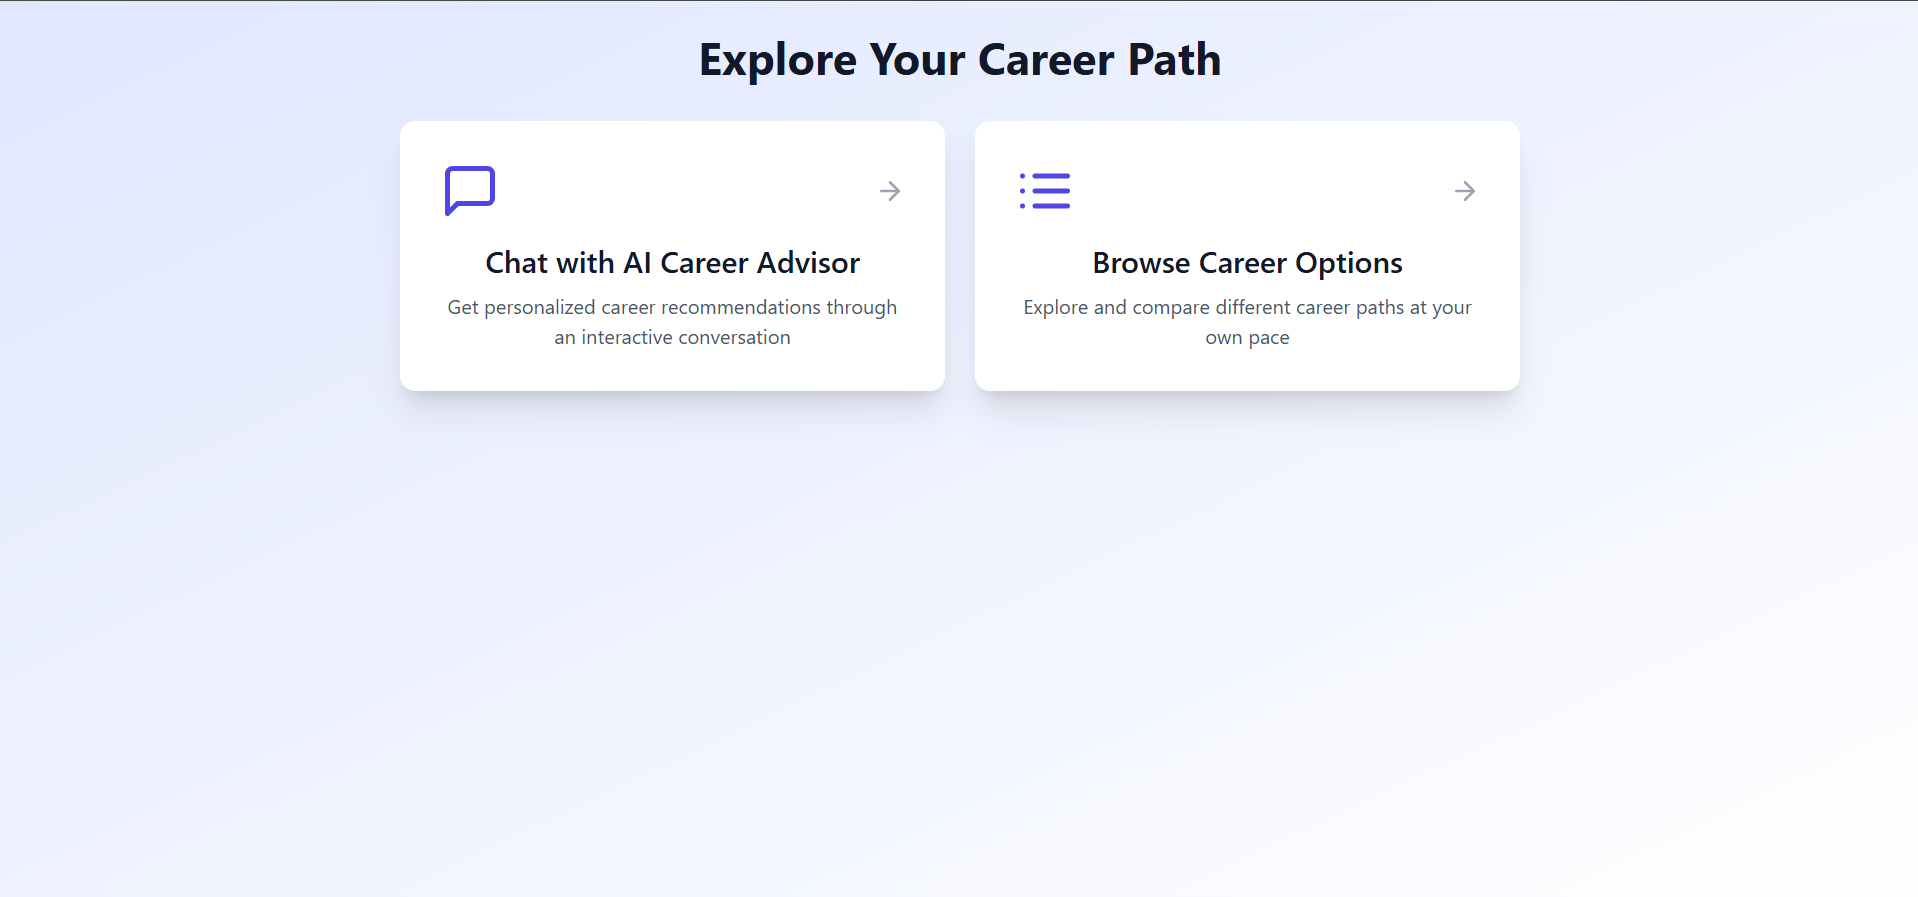 Explore Your Career Path
Chat with AI Career Advisor
Get personalized career recommendations through
an interactive conversation
Browse Career Options
Explore and compare different career paths at your
own pace